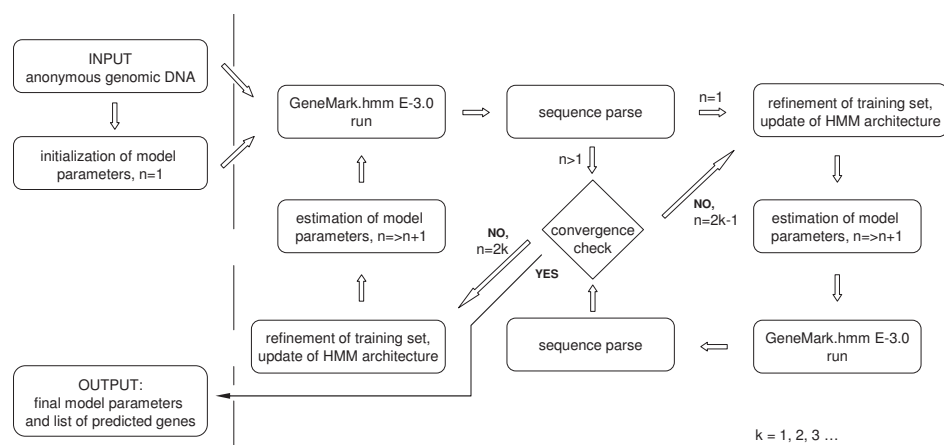 INPUT
anonymous genomic DNA
initialization of model
parameters, n=1
GeneMark.hmm E-3.0
run
sequence parse
n=1
refinement of training set,
update of HMM architecture
n>1
estimation of model
parameters, n=>n+1
NO,
n=2k
convergence
check
YES
NO,
n=2k-1
estimation of model
parameters, n=>n+1
refinement of training set,
update of HMM architecture
sequence parse
GeneMark.hmm E-3.0
run
OUTPUT:
final model parameters
and list of predicted genes
k = 1, 2, 3 ...